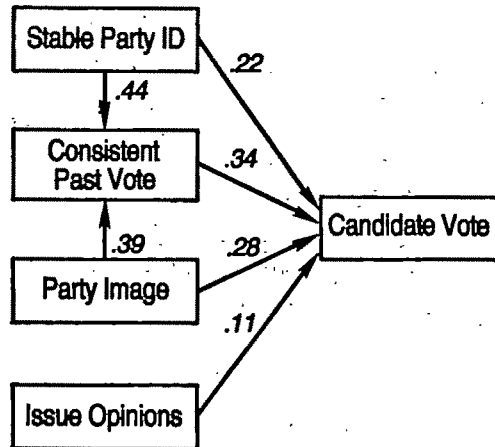 Stable Party ID
.22
.44
Consistent
Past Vote
.34
Candidate Vote
.39
.28
Party Image
.11
Issue Opinions